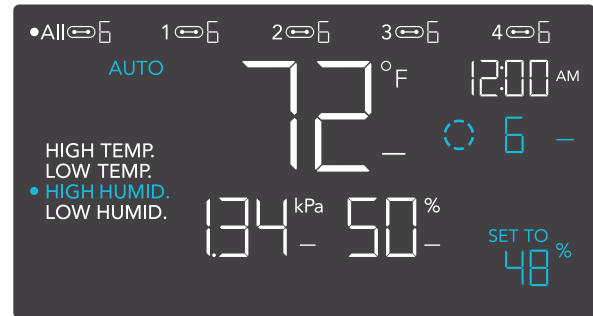 All 6 1 6 2 6 3 6 4 6
AUTO
72 °F
12:00 AM
6 –
HIGH TEMP.
LOW TEMP.
HIGH HUMID.
LOW HUMID.
1.34 kPa 50 %
SET TO
48 %